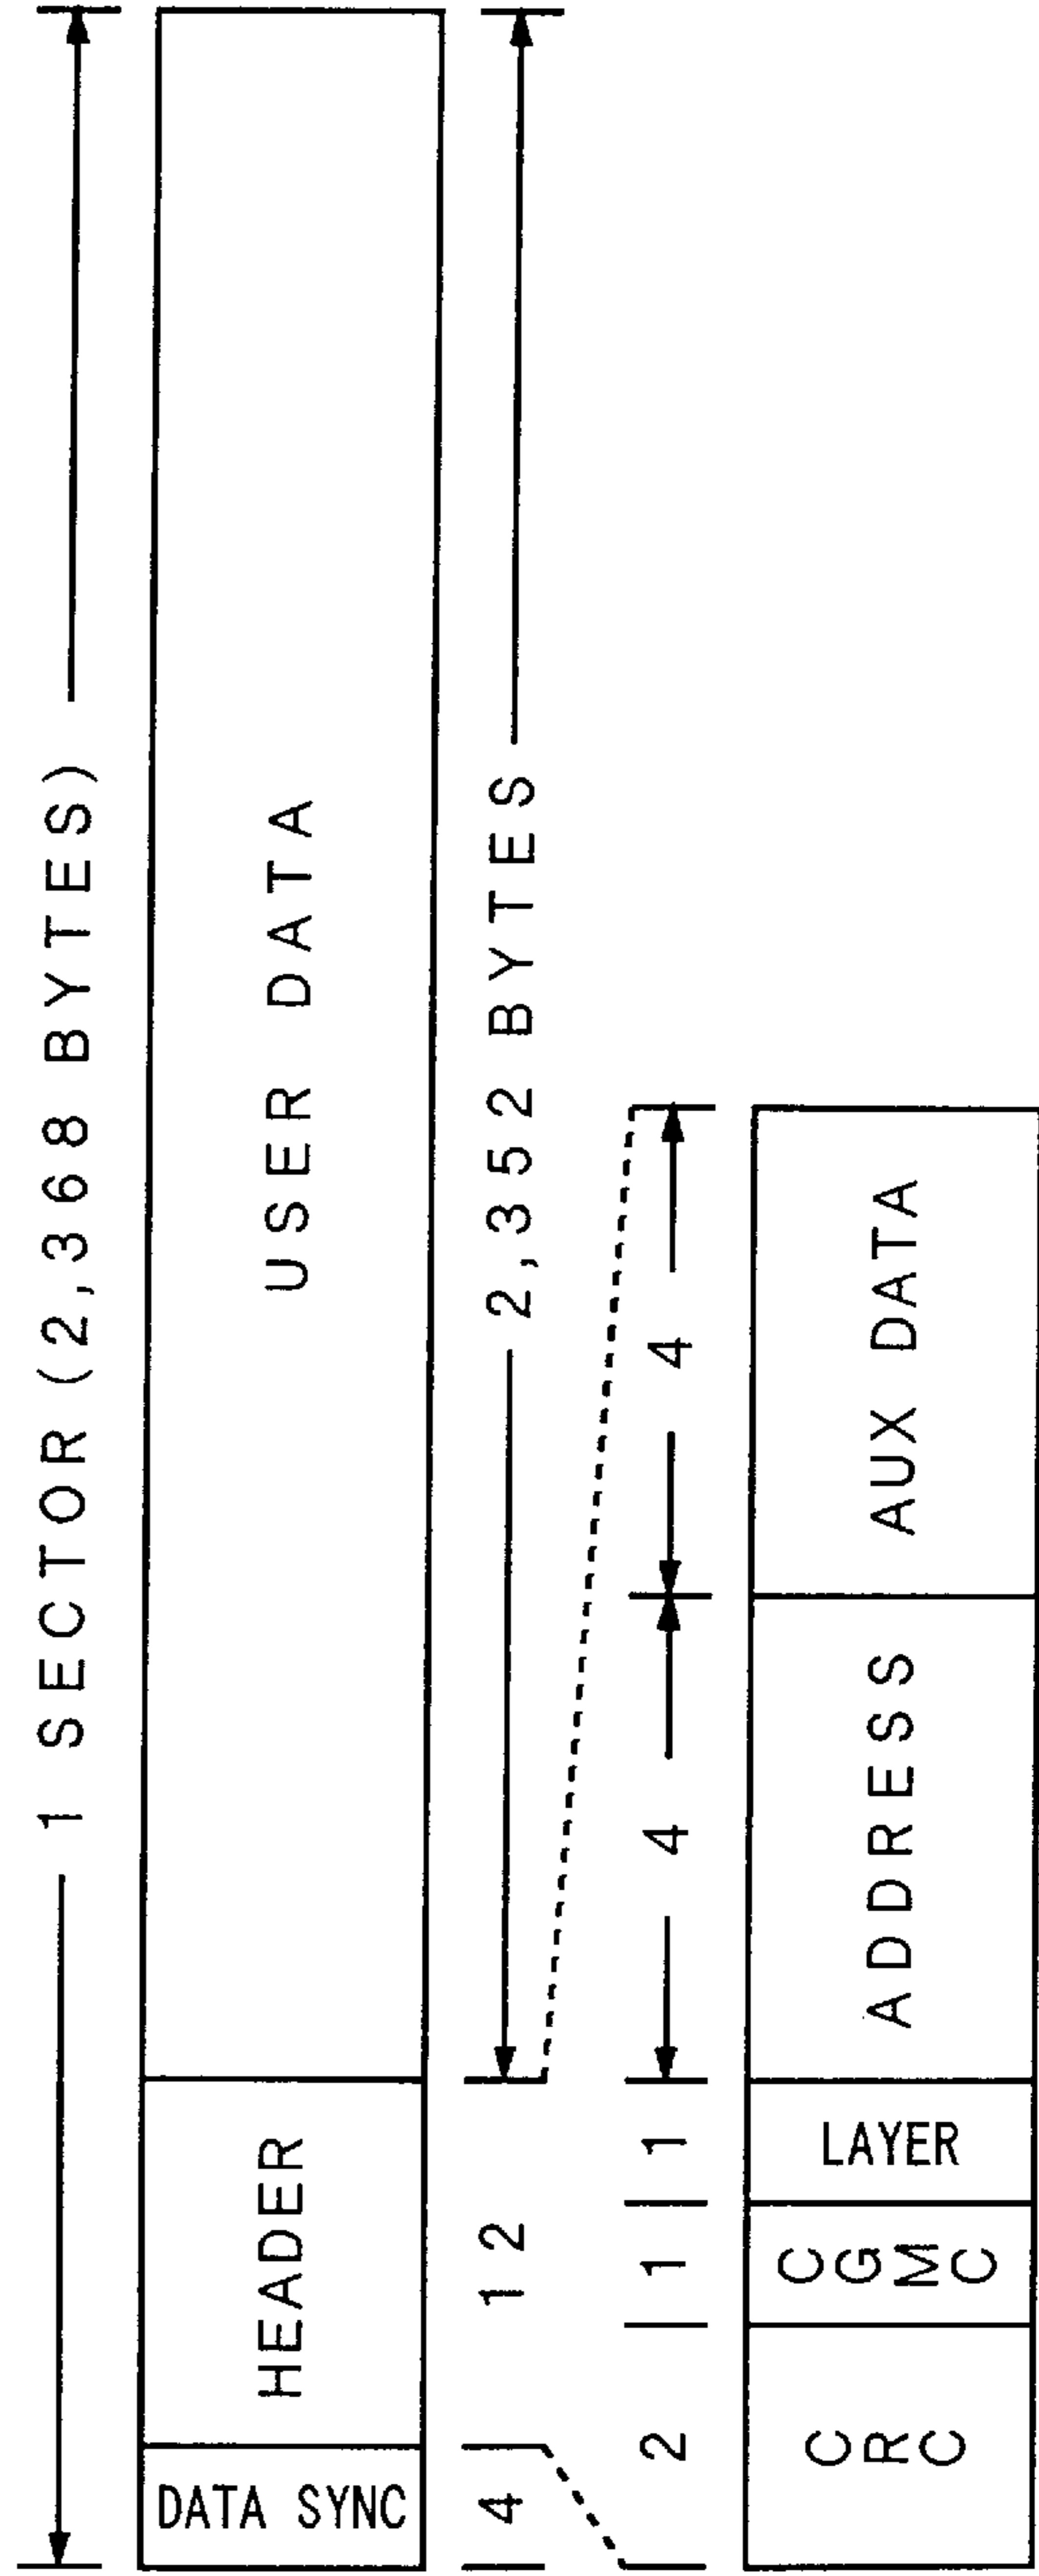 1 SECTOR (2,368 BYTES)
DATA SYNC
HEADER
USER DATA
4
12
2,352 BYTES
2
1
1
4
4
CRC
CGMC
LAYER
ADDRESS
AUX DATA